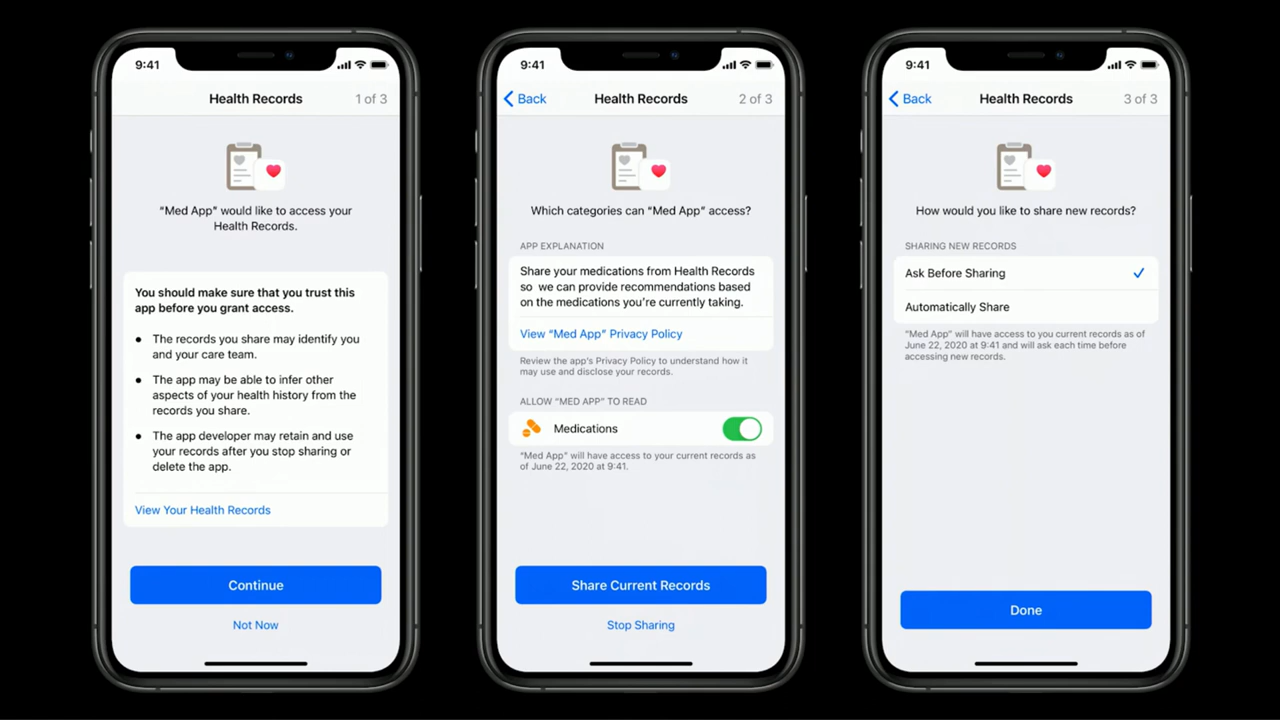 9:41
Health Records
1 of 3
“Med App” would like to access your
Health Records.
You should make sure that you trust this
app before you grant access.
• The records you share may identify you
and your care team.
• The app may be able to infer other
aspects of your health history from the
records you share.
• The app developer may retain and use
your records after you stop sharing or
delete the app.
View Your Health Records
Continue
Not Now
9:41
Back
Health Records
2 of 3
Which categories can “Med App” access?
APP EXPLANATION
Share your medications from Health Records
so we can provide recommendations based
on the medications you’re currently taking.
View “Med App” Privacy Policy
Review the app’s Privacy Policy to understand how it
may use and disclose your records.
ALLOW “MED APP” TO READ
Medications
“Med App” will have access to your current records as
of June 22, 2020 at 9:41.
Share Current Records
Stop Sharing
9:41
Back
Health Records
3 of 3
How would you like to share new records?
SHARING NEW RECORDS
Ask Before Sharing
Automatically Share
“Med App” will have access to you current records as of
June 22, 2020 at 9:41 and will ask each time before
accessing new records.
Done